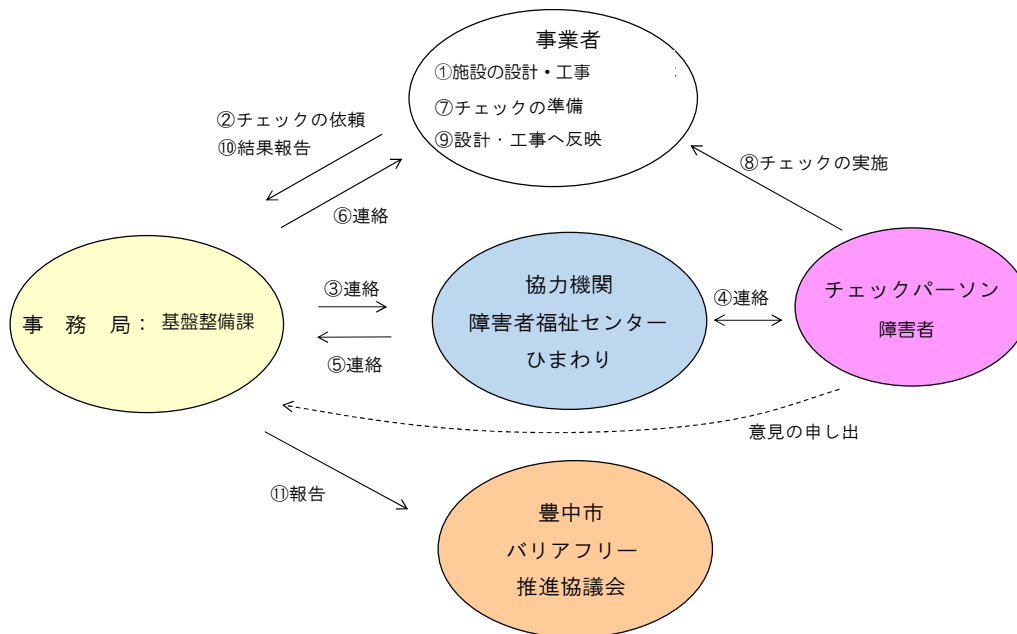 事業者
①施設の設計・工事
⑦チェックの準備
⑨設計・工事へ反映
②チェックの依頼
⑩結果報告
⑧チェックの実施
⑥連絡
事　務　局： 基盤整備課
③連絡
⑤連絡
協力機関
障害者福祉センター
ひまわり
④連絡
チェックパーソン
障害者
意見の申し出
⑪報告
豊中市
バリアフリー
推進協議会